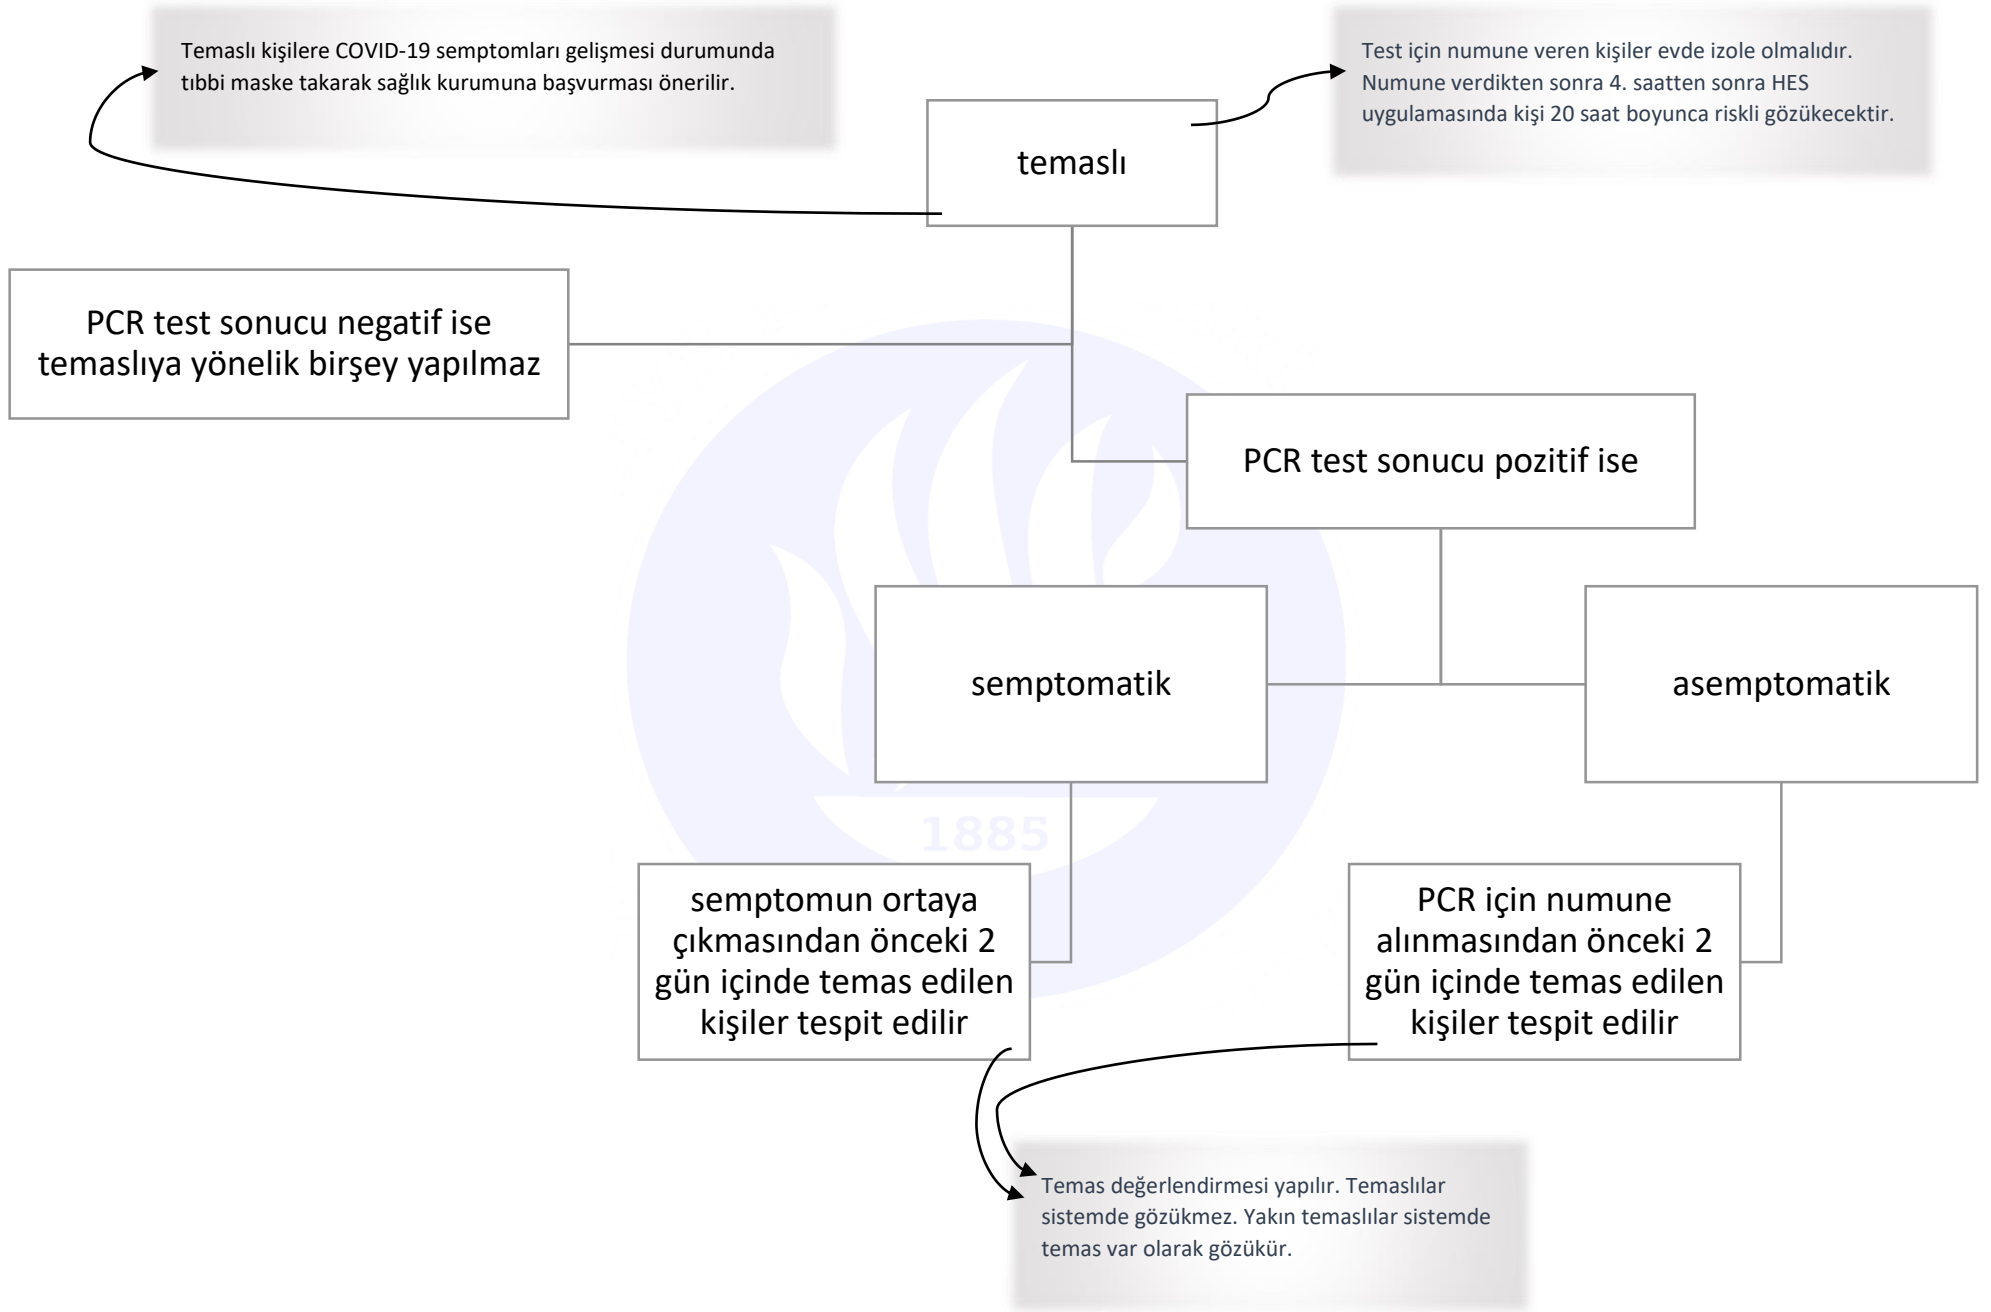 Temaslı kişilere COVID-19 semptomları gelişmesi durumunda
tıbbi maske takarak sağlık kurumuna başvurması önerilir.
Test için numune veren kişiler evde izole olmalıdır.
Numune verdikten sonra 4. saatten sonra HES
uygulamasında kişi 20 saat boyunca riskli gözükecektir.
temaslı
PCR test sonucu negatif ise
temaslıya yönelik birşey yapılmaz
PCR test sonucu pozitif ise
semptomatik
asemptomatik
1885
semptomun ortaya
çıkmasından önceki 2
gün içinde temas edilen
kişiler tespit edilir
PCR için numune
alınmasından önceki 2
gün içinde temas edilen
kişiler tespit edilir
Temas değerlendirmesi yapılır. Temaslılar
sistemde gözükmez. Yakın temaslılar sistemde
temas var olarak gözükür.